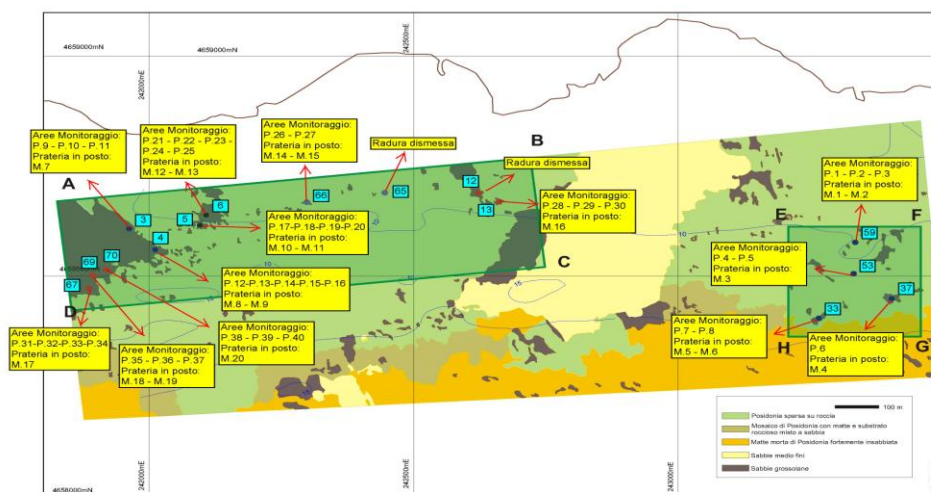 4659000mN
4659000mN
242000mE
242500mE
Aree Monitoraggio:
P.9 - P.10 - P.11
Prateria in posto:
M.7
Aree Monitoraggio:
P.21 - P.22 - P.23 -
P.24 - P.25
Prateria in posto:
M.12 - M.13
Aree Monitoraggio:
P.26 - P.27
Prateria in posto:
M.14 - M.15
Radura dismessa
B
Radura dismessa
A
12
65
66
13
6
5
3
4
Aree Monitoraggio:
P.28 - P.29 - P.30
Prateria in posto:
M.16
Aree Monitoraggio:
P.17-P.18-P.19-P.20
Prateria in posto:
M.10 - M.11
Aree Monitoraggio:
P.1 - P.2 - P.3
Prateria in posto:
M.1 - M.2
E
F
59
10
Aree Monitoraggio:
P.4 - P.5
Prateria in posto:
M.3
53
C
70
69
67
10
15
Aree Monitoraggio:
P.12-P.13-P.14-P.15-P.16
Prateria in posto:
M.8 - M.9
37
33
D
Aree Monitoraggio:
P.31-P.32-P.33-P.34
Prateria in posto:
M.17
Aree Monitoraggio:
P.35 - P.36 - P.37
Prateria in posto:
M.18 - M.19
Aree Monitoraggio:
P.38 - P.39 - P.40
Prateria in posto:
M.20
Aree Monitoraggio:
P.7 - P.8
Prateria in posto:
M.5 - M.6
H
Aree Monitoraggio:
P.6
Prateria in posto:
M.4
G
100 m
Posidonia sparsa su roccia
Mosaico di Posidonia con matte e substrato
roccioso misto a sabbia
Matte morta di Posidonia fortemente insabbiata
Sabbie medio fini
Sabbie grossolane
4658000mN
242000mE
242500mE
243000mE